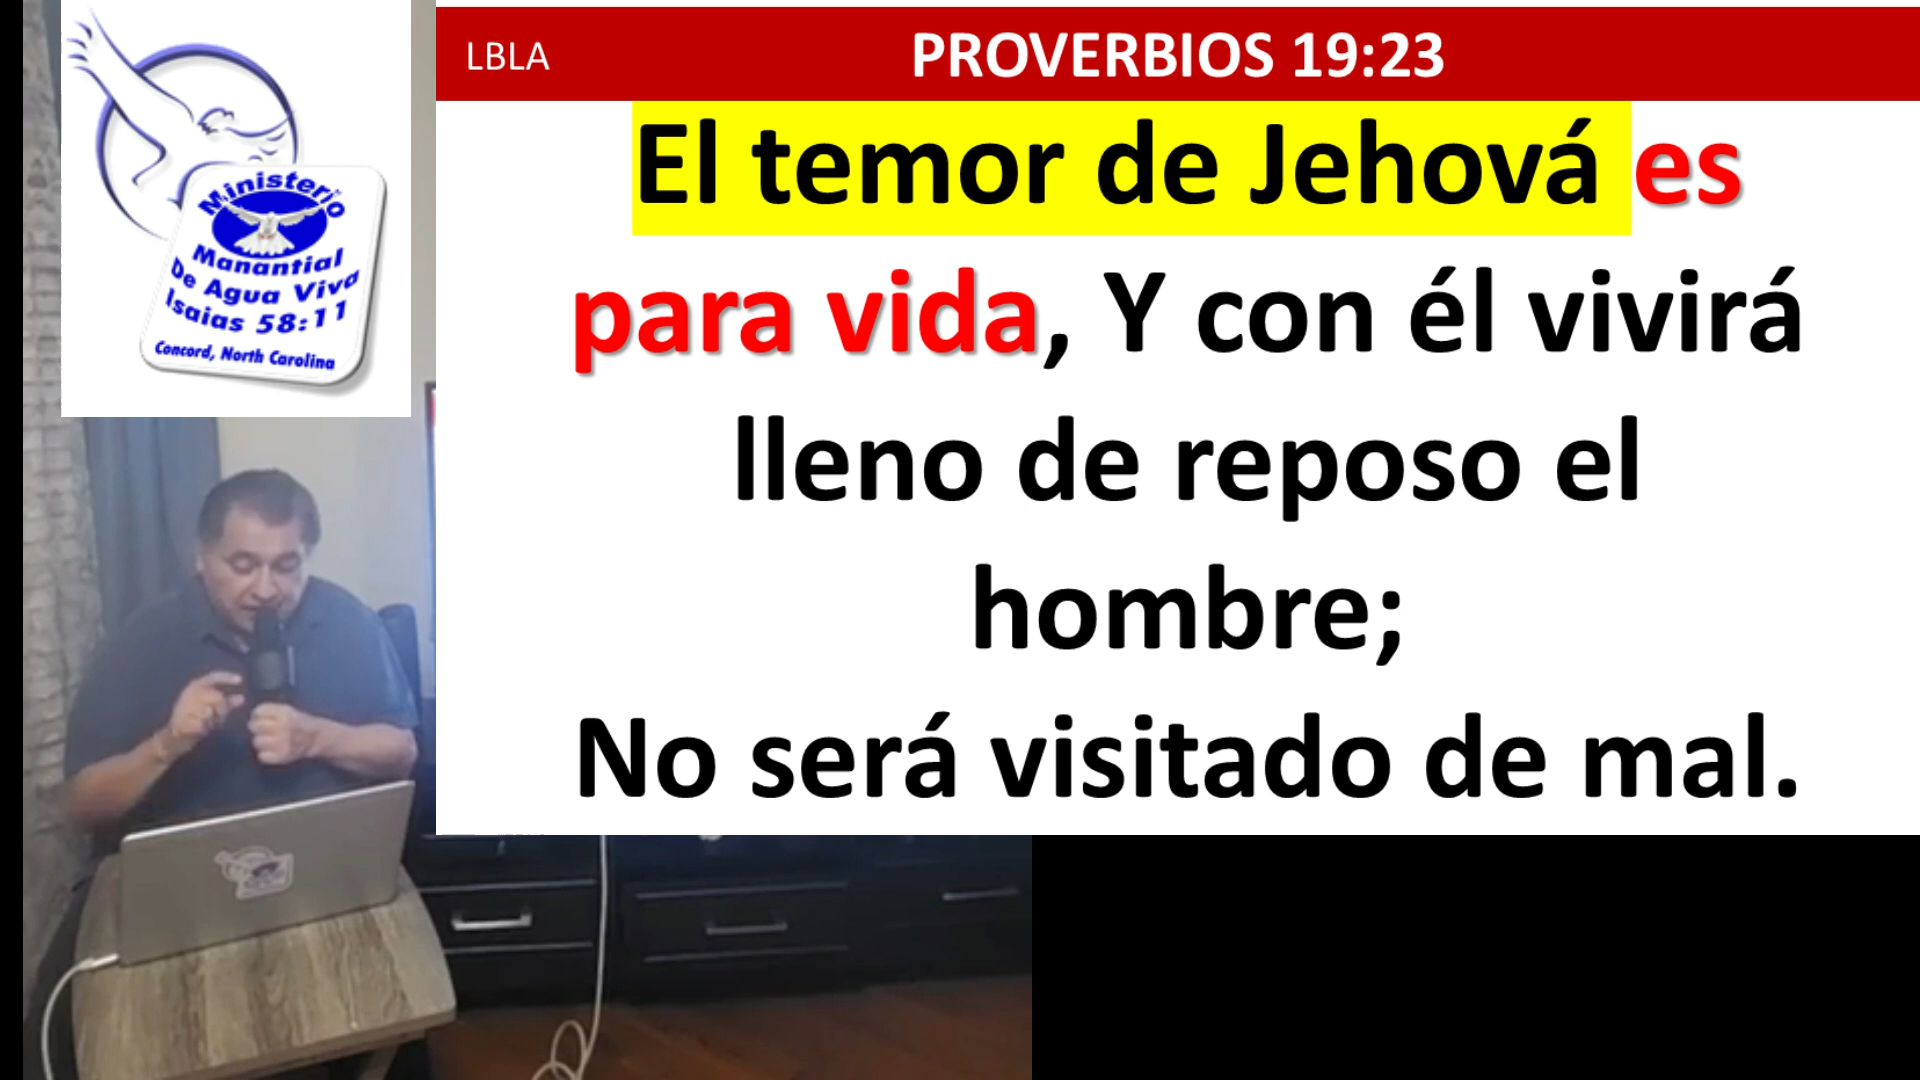 Ministerio
Manantial
De Agua Viva
Isaias 58:11
Concord, North Carolina
LBLA
PROVERBIOS 19:23
El temor de Jehová es
para vida, Y con él vivirá
lleno de reposo el
hombre;
No será visitado de mal.